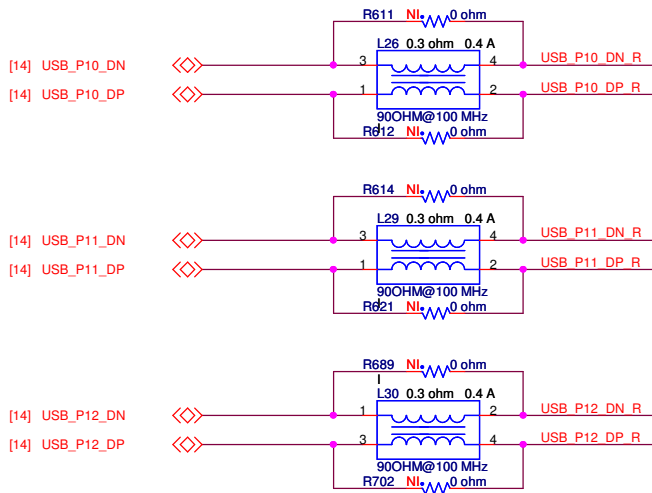 R611 NI 0 ohm
L26 0.3 ohm 0.4 A
[14] USB_P10_DN 3 4 USB_P10_DN_R
[14] USB_P10_DP 1 2 USB_P10_DP_R
90OHM@100 MHz
R612 NI 0 ohm
R614 NI 0 ohm
L29 0.3 ohm 0.4 A
[14] USB_P11_DN 3 4 USB_P11_DN_R
[14] USB_P11_DP 1 2 USB_P11_DP_R
90OHM@100 MHz
R621 NI 0 ohm
R689 NI 0 ohm
L30 0.3 ohm 0.4 A
[14] USB_P12_DN 1 2 USB_P12_DN_R
[14] USB_P12_DP 3 4 USB_P12_DP_R
90OHM@100 MHz
R702 NI 0 ohm